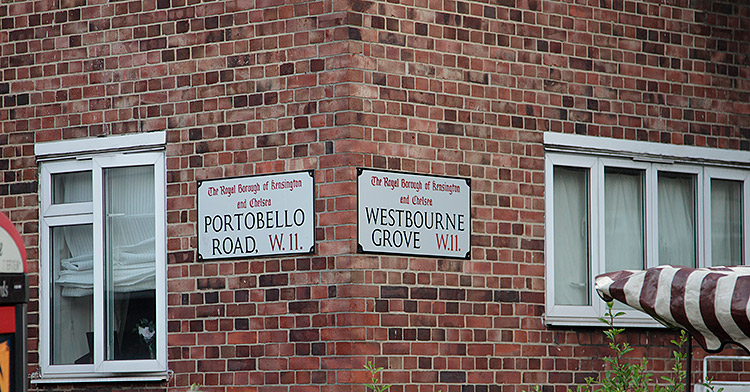 The Royal Borough of Kensington
and Chelsea
PORTOBELLO
ROAD, W.11.
The Royal Borough of Kensington
and Chelsea
WESTBOURNE
GROVE W.11.